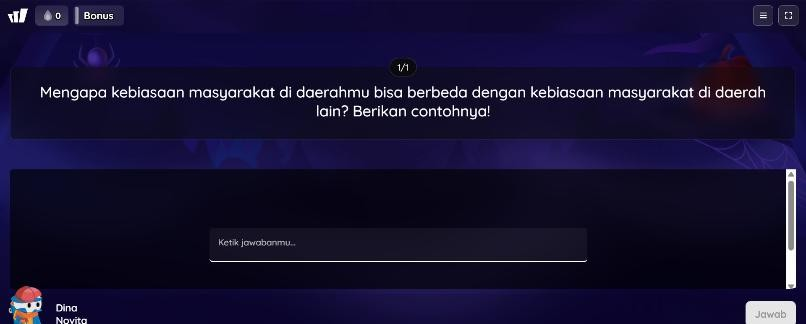 0
Bonus
1/1
Mengapa kebiasaan masyarakat di daerahmu bisa berbeda dengan kebiasaan masyarakat di daerah
lain? Berikan contohnya!
Ketik jawabanmu...
Dina
Novita
Jawab